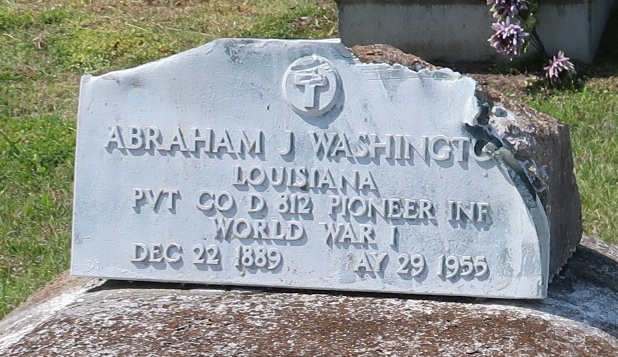 T
ABRAHAM J WASHINGTO
LOUISIANA
PVT CO D 812 PIONEER INF
WORLD WAR I
DEC 22 1889 AY 29 1955